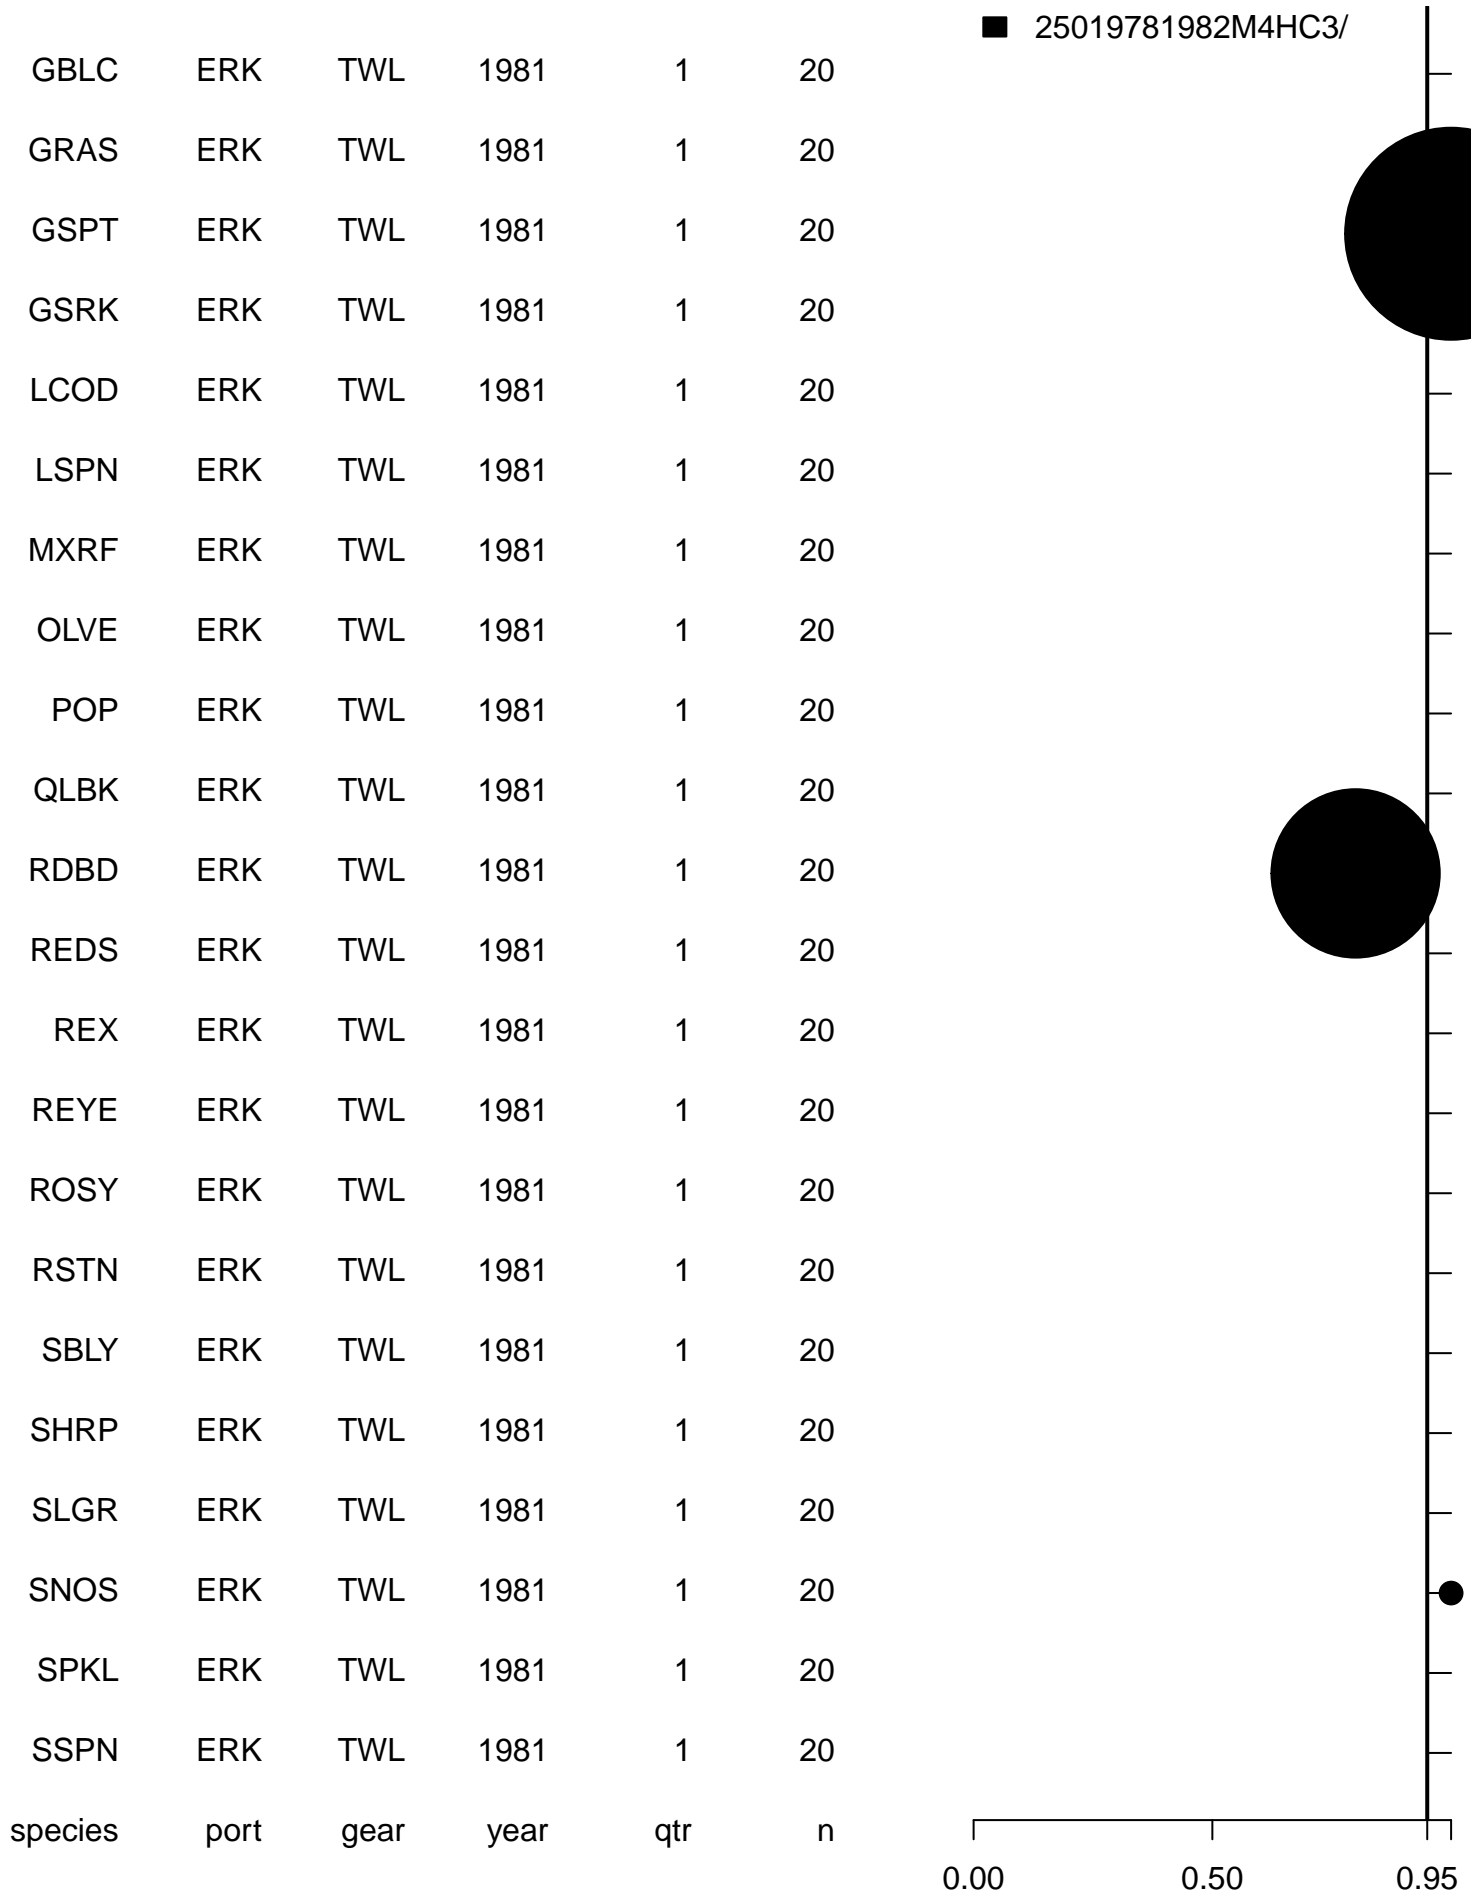 25019781982M4HC3/
GBLC ERK TWL 1981 1 20
GRAS ERK TWL 1981 1 20
GSPT ERK TWL 1981 1 20
GSRK ERK TWL 1981 1 20
LCOD ERK TWL 1981 1 20
LSPN ERK TWL 1981 1 20
MXRF ERK TWL 1981 1 20
OLVE ERK TWL 1981 1 20
POP ERK TWL 1981 1 20
QLBK ERK TWL 1981 1 20
RDBD ERK TWL 1981 1 20
REDS ERK TWL 1981 1 20
REX ERK TWL 1981 1 20
REYE ERK TWL 1981 1 20
ROSY ERK TWL 1981 1 20
RSTN ERK TWL 1981 1 20
SBLY ERK TWL 1981 1 20
SHRP ERK TWL 1981 1 20
SLGR ERK TWL 1981 1 20
SNOS ERK TWL 1981 1 20
SPKL ERK TWL 1981 1 20
SSPN ERK TWL 1981 1 20
species port gear year qtr n
0.00 0.50 0.95